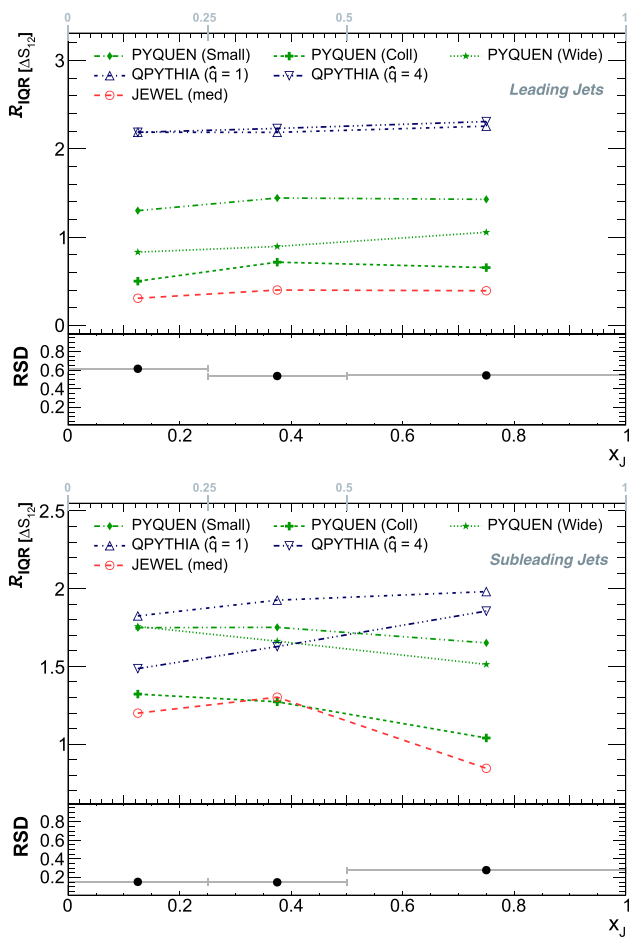 0 0.25 0.5 1
R_IQR [ΔS_12]
PYQUEN (Small) PYQUEN (Coll) PYQUEN (Wide)
QPYTHIA (q̂ = 1) QPYTHIA (q̂ = 4)
JEWEL (med)
Leading Jets
3
2
1
0
RSD
0.8
0.6
0.4
0.2
0 0.2 0.4 0.6 0.8 1
x_J
0 0.25 0.5 1
R_IQR [ΔS_12]
2.5
PYQUEN (Small) PYQUEN (Coll) PYQUEN (Wide)
QPYTHIA (q̂ = 1) QPYTHIA (q̂ = 4)
JEWEL (med)
Subleading Jets
2
1.5
1
RSD
0.8
0.6
0.4
0.2
0 0.2 0.4 0.6 0.8 1
x_J